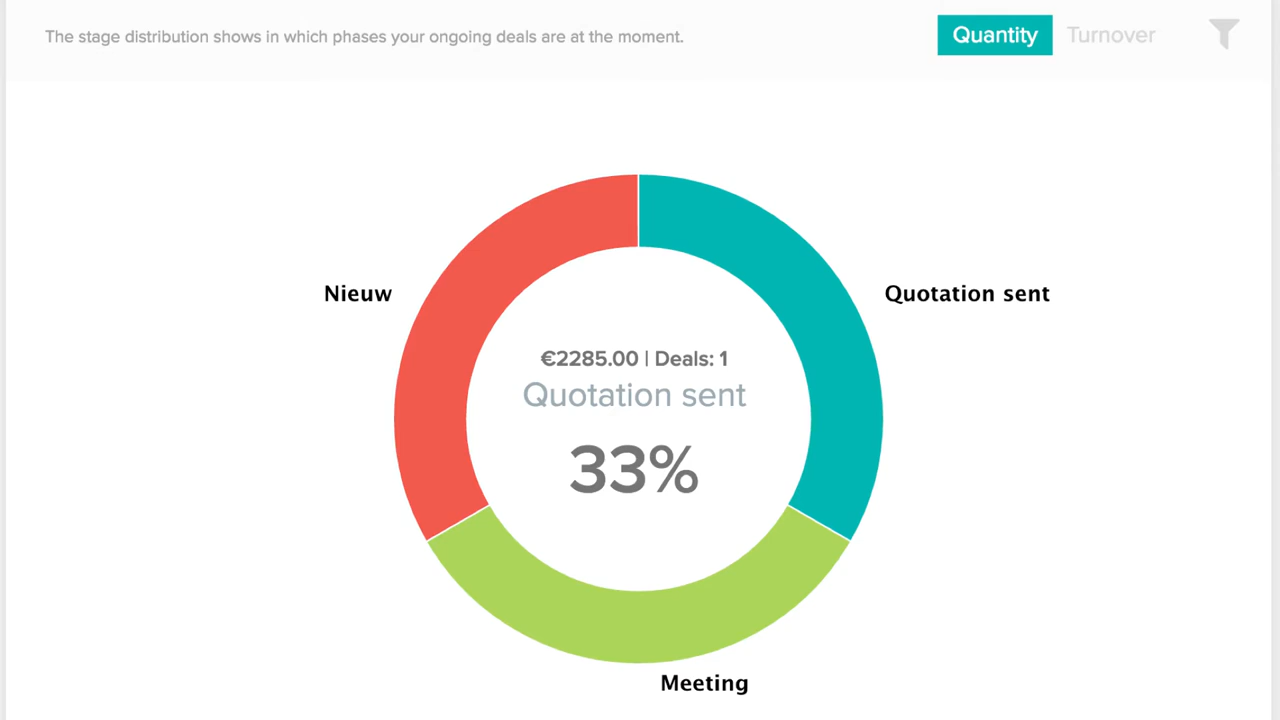 The stage distribution shows in which phases your ongoing deals are at the moment.
Quantity
Turnover
Nieuw
Quotation sent
€2285.00 | Deals: 1
Quotation sent
33%
Meeting